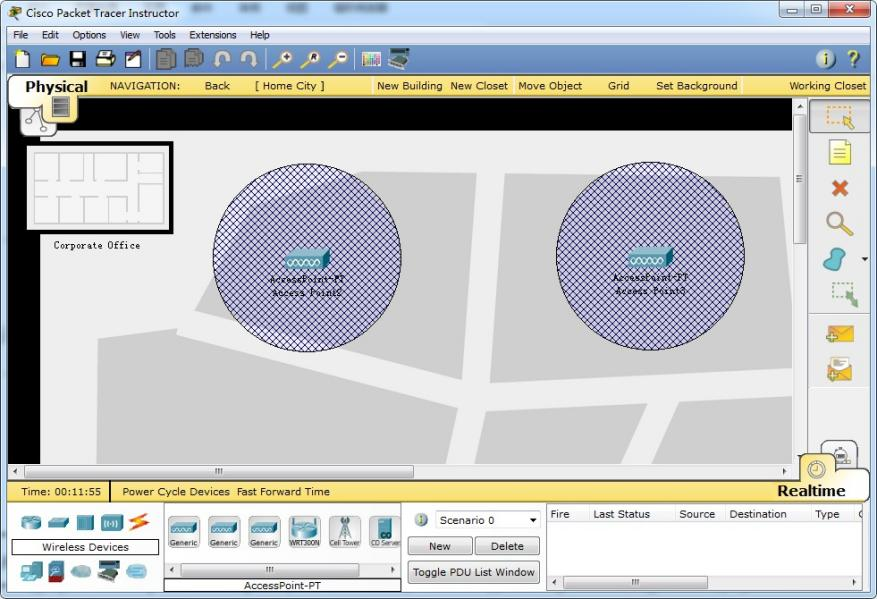 Cisco Packet Tracer Instructor
File Edit Options View Tools Extensions Help
Physical NAVIGATION: Back [ Home City ] New Building New Closet Move Object Grid Set Background Working Closet
Corporate Office
AccessPoint-PT
Access Point2
AccessPoint-PT
Access Point3
Time: 00:11:55 Power Cycle Devices Fast Forward Time
Realtime
Wireless Devices
Generic Generic Generic WRT300N Cell Tower CO Server
AccessPoint-PT
Scenario 0
New Delete
Toggle PDU List Window
Fire Last Status Source Destination Type